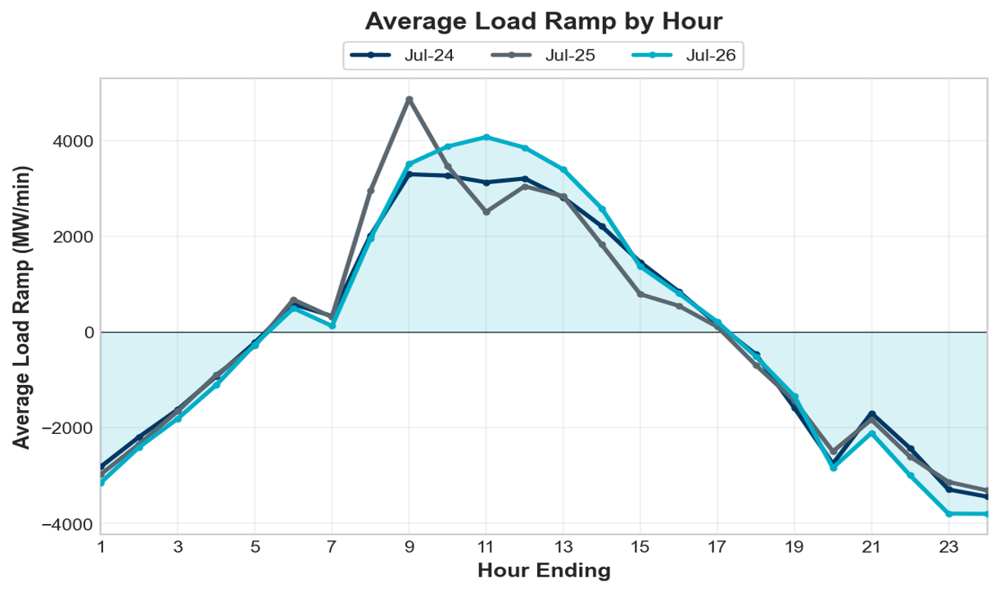 Average Load Ramp by Hour
Jul-24 Jul-25 Jul-26
Average Load Ramp (MW/min)
4000
2000
0
−2000
−4000
1 3 5 7 9 11 13 15 17 19 21 23
Hour Ending